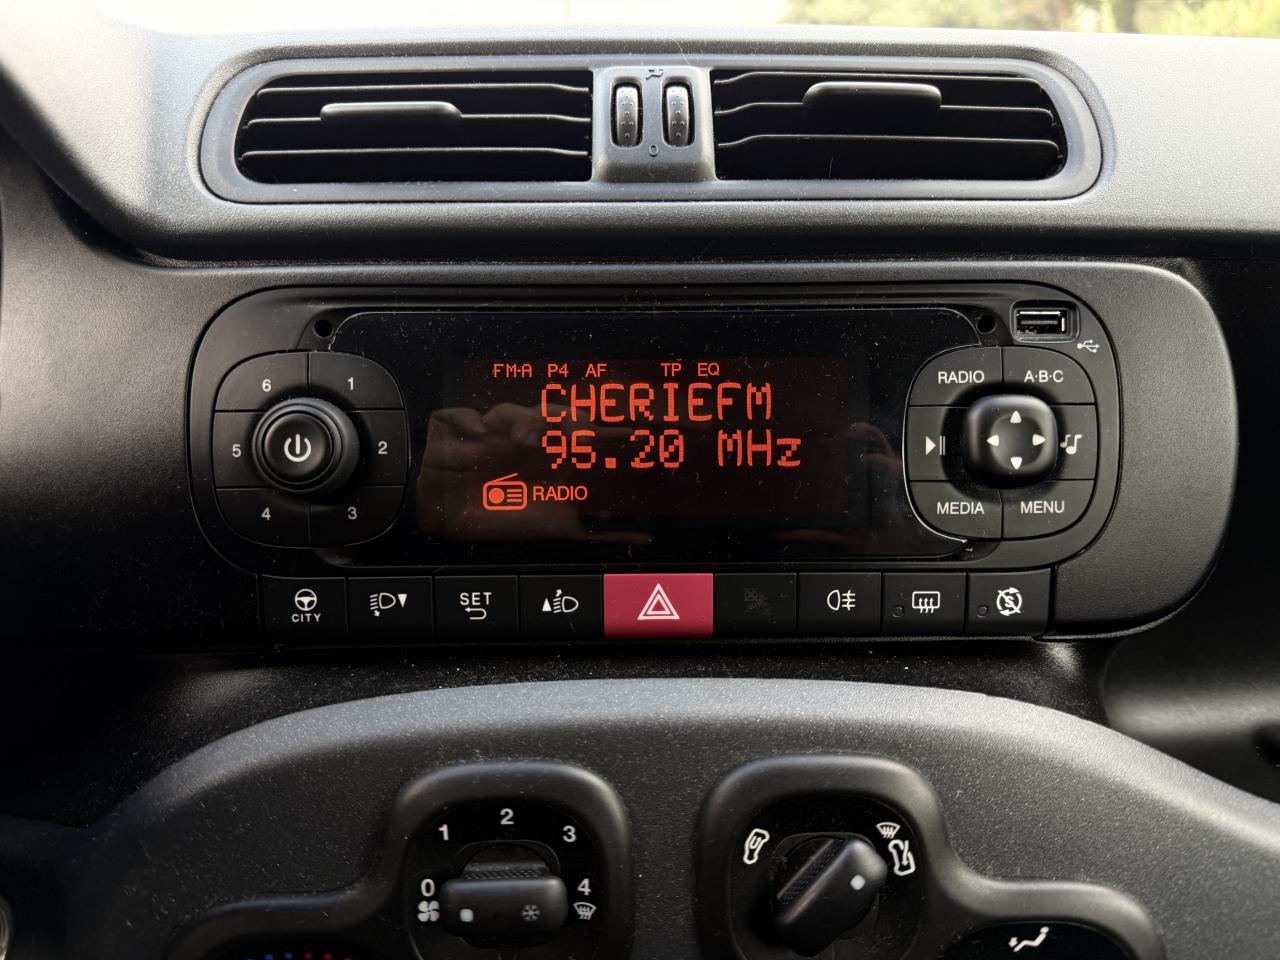 0
FM-A P4 AF TP EQ
CHERIEFM
95.20 MHz
RADIO
6 1
5 2
4 3
RADIO A·B·C
MEDIA MENU
CITY
SET
1 2 3
0 4